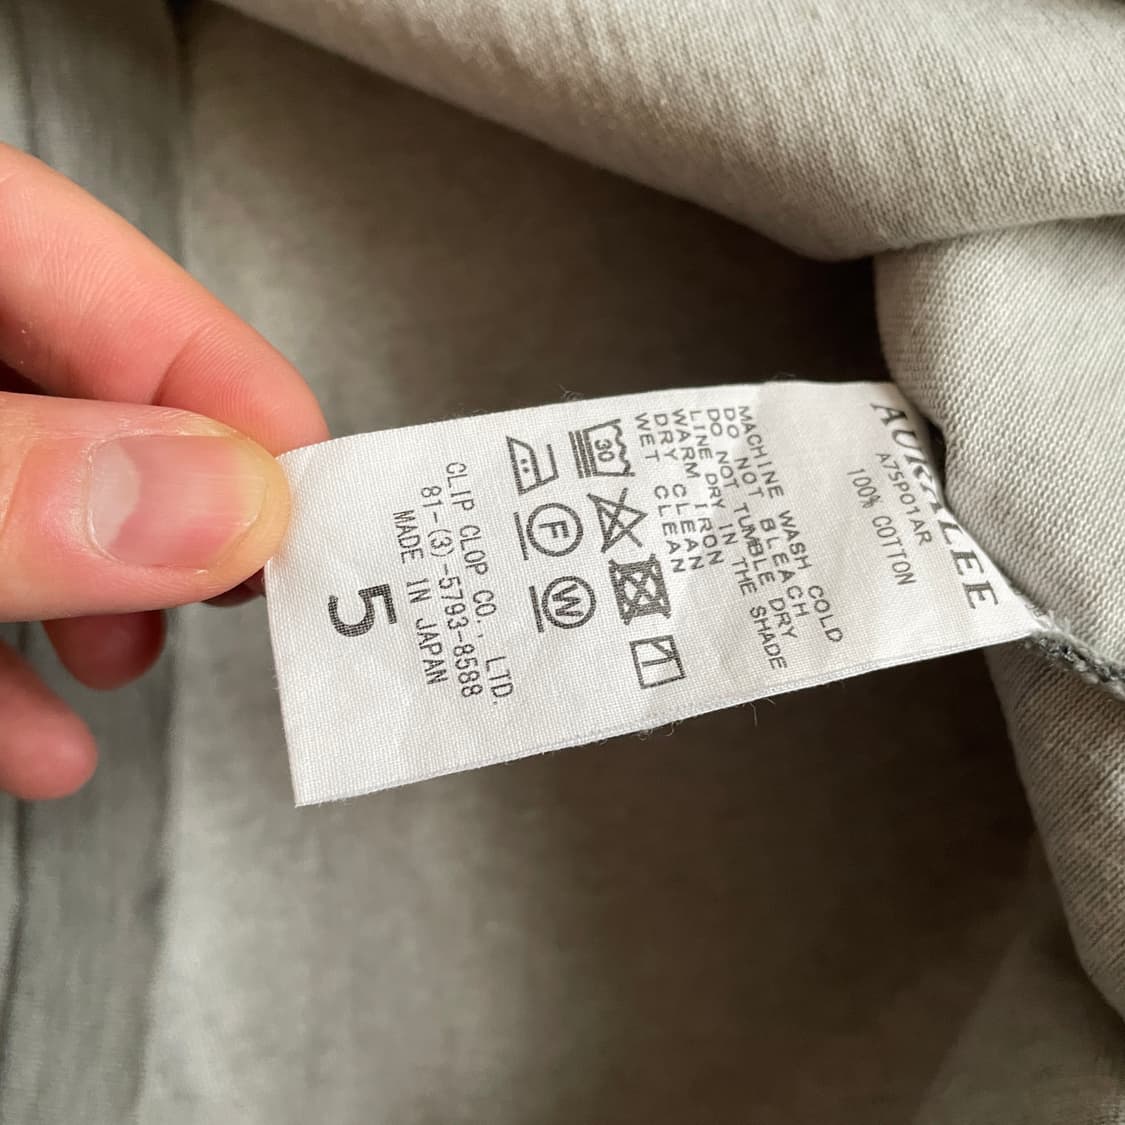 AURALEE
A7SP01AR
100% COTTON
MACHINE WASH COLD
DO NOT BLEACH
DO NOT TUMBLE DRY
LINE DRY IN THE SHADE
WARM IRON
DRY CLEAN
WET CLEAN
30
F
W
CLIP CLOP CO., LTD.
81-(3)-5793-8588
MADE IN JAPAN
5